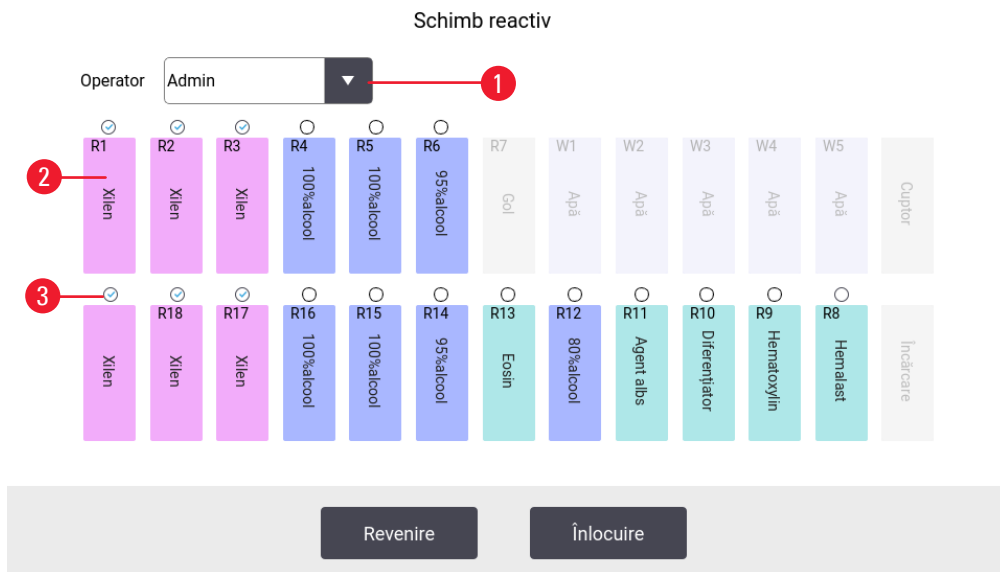 Schimb reactiv
Operator Admin 1
R1 R2 R3 R4 R5 R6 R7 W1 W2 W3 W4 W5
2 Xilen Xilen Xilen 100%alcool 100%alcool 95%alcool Gol Apă Apă Apă Apă Apă Cuptor
3
R18 R17 R16 R15 R14 R13 R12 R11 R10 R9 R8
Xilen Xilen Xilen 100%alcool 100%alcool 95%alcool Eosin 80%alcool Agent albs Diferențiator Hematoxylin Hemalast Încărcare
Revenire Înlocuire